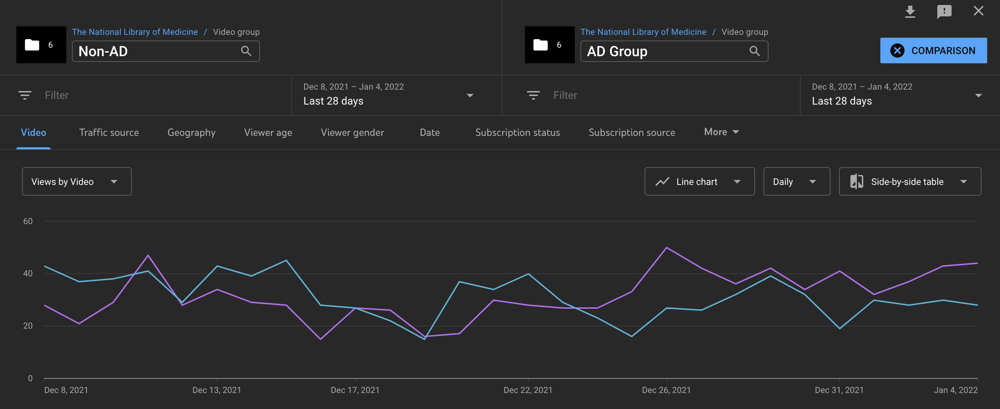 6
The National Library of Medicine / Video group
Non-AD
6
The National Library of Medicine / Video group
AD Group
COMPARISON
Filter
Dec 8, 2021 – Jan 4, 2022
Last 28 days
Filter
Dec 8, 2021 – Jan 4, 2022
Last 28 days
Video Traffic source Geography Viewer age Viewer gender Date Subscription status Subscription source More
Views by Video
Line chart
Daily
Side-by-side table
60
40
20
0
Dec 8, 2021 Dec 13, 2021 Dec 17, 2021 Dec 22, 2021 Dec 26, 2021 Dec 31, 2021 Jan 4, 2022